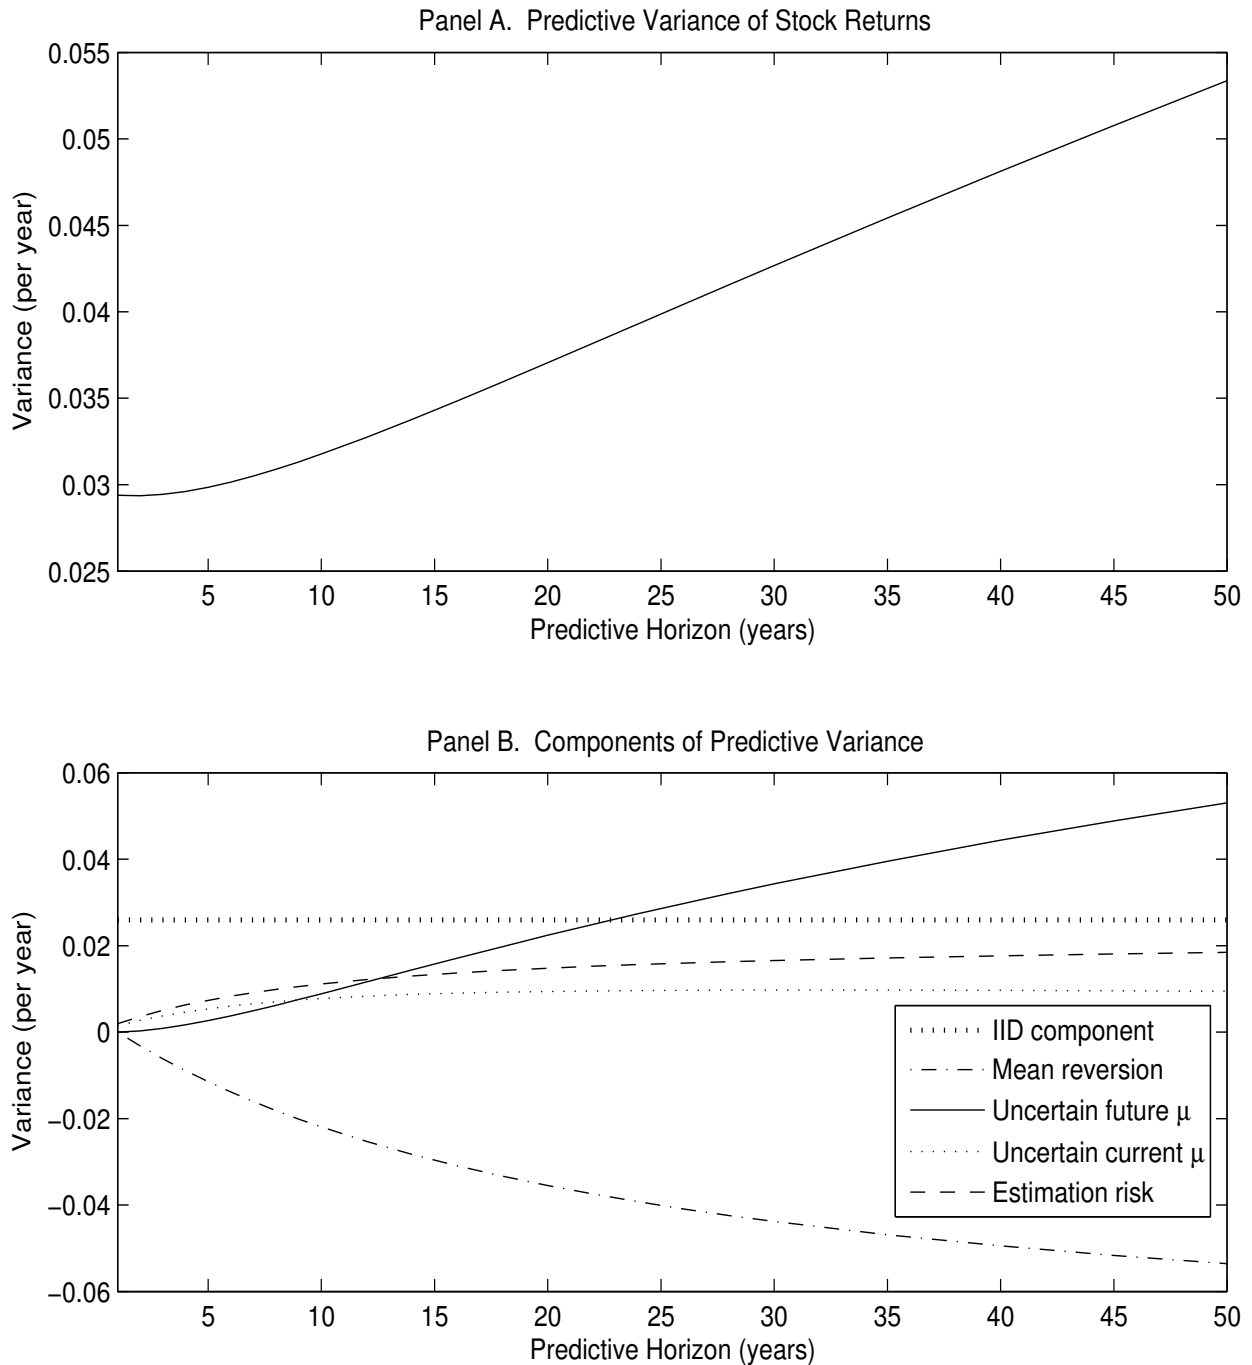 Panel A.  Predictive Variance of Stock Returns
0.055
0.05
0.045
0.04
0.035
0.03
0.025
Variance (per year)
5 10 15 20 25 30 35 40 45 50
Predictive Horizon (years)
Panel B.  Components of Predictive Variance
0.06
0.04
0.02
0
−0.02
−0.04
−0.06
Variance (per year)
IID component
Mean reversion
Uncertain future μ
Uncertain current μ
Estimation risk
5 10 15 20 25 30 35 40 45 50
Predictive Horizon (years)